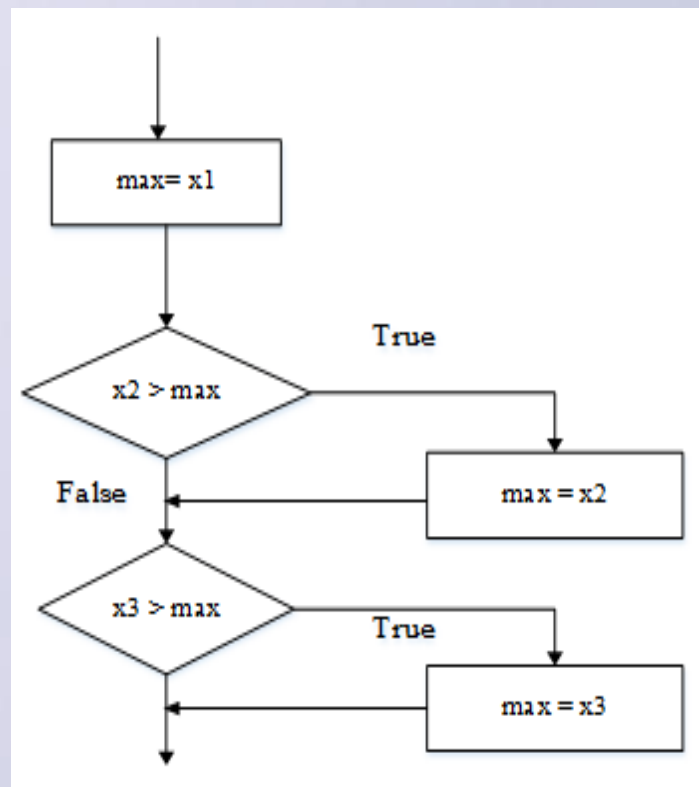 max= x1
True
x2 > max
False
max = x2
x3 > max
True
max = x3